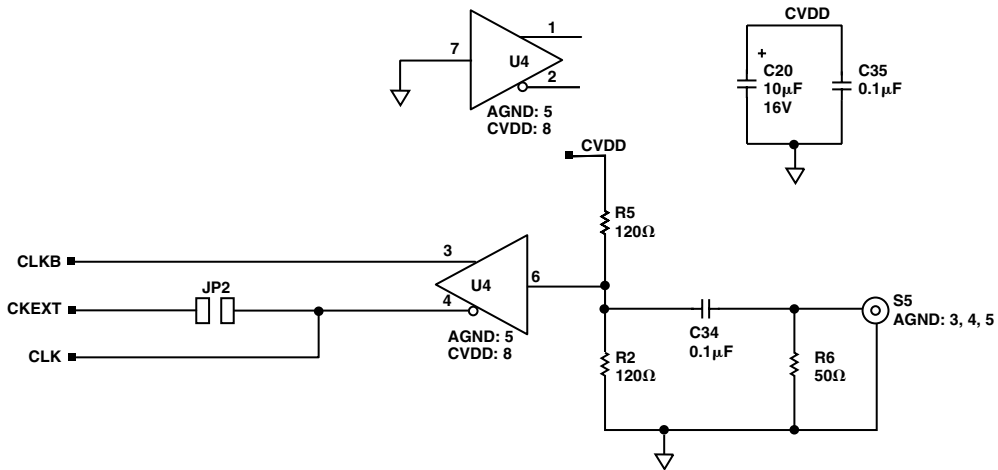 1
7
U4
2
AGND: 5
CVDD: 8
CVDD
+
C20
10µF
16V
C35
0.1µF
CVDD
R5
120Ω
CLKB
3
U4
6
CKEXT
JP2
4
AGND: 5
CVDD: 8
CLK
C34
0.1µF
S5
AGND: 3, 4, 5
R2
120Ω
R6
50Ω